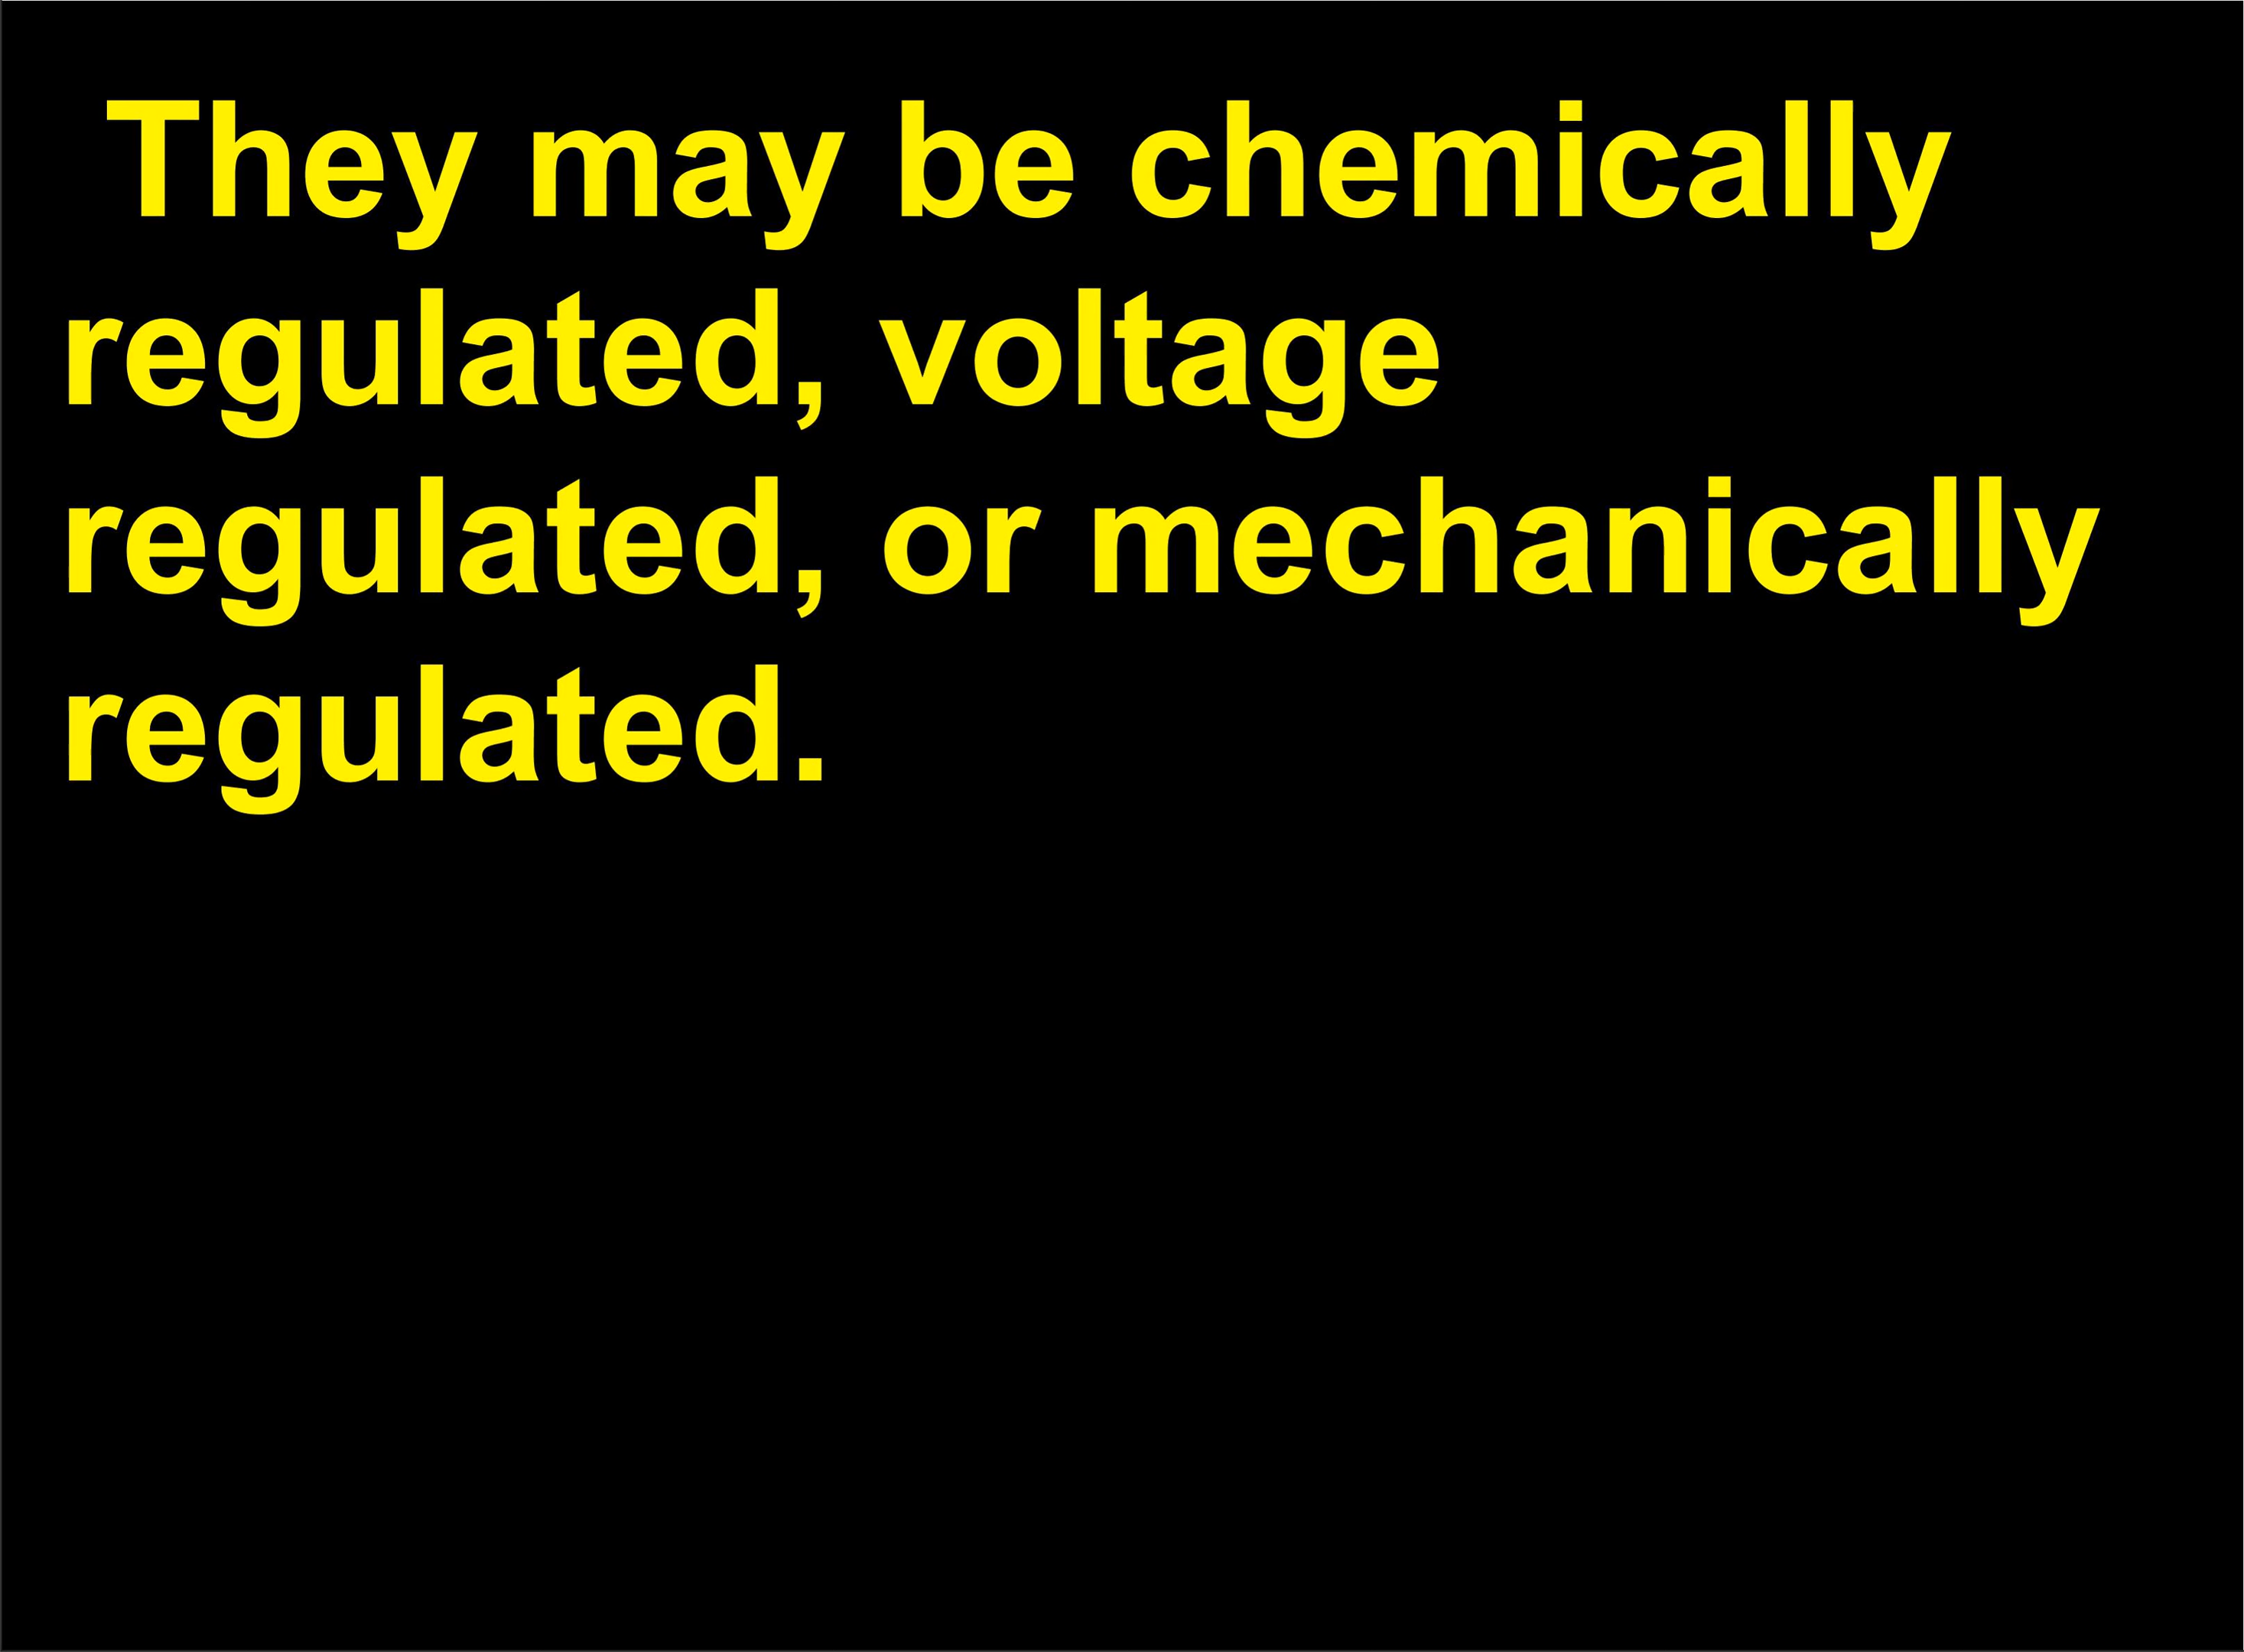 They may be chemically
regulated, voltage
regulated, or mechanically
regulated.